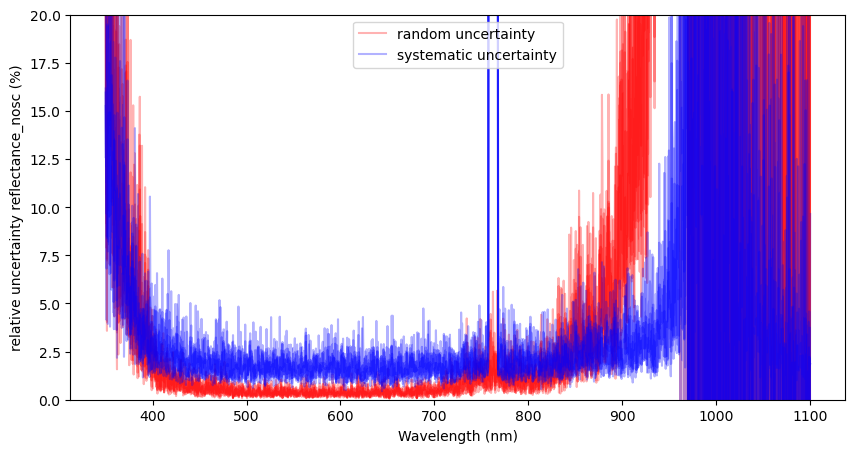 random uncertainty
systematic uncertainty
relative uncertainty reflectance_nosc (%)
20.0
17.5
15.0
12.5
10.0
7.5
5.0
2.5
0.0
400 500 600 700 800 900 1000 1100
Wavelength (nm)